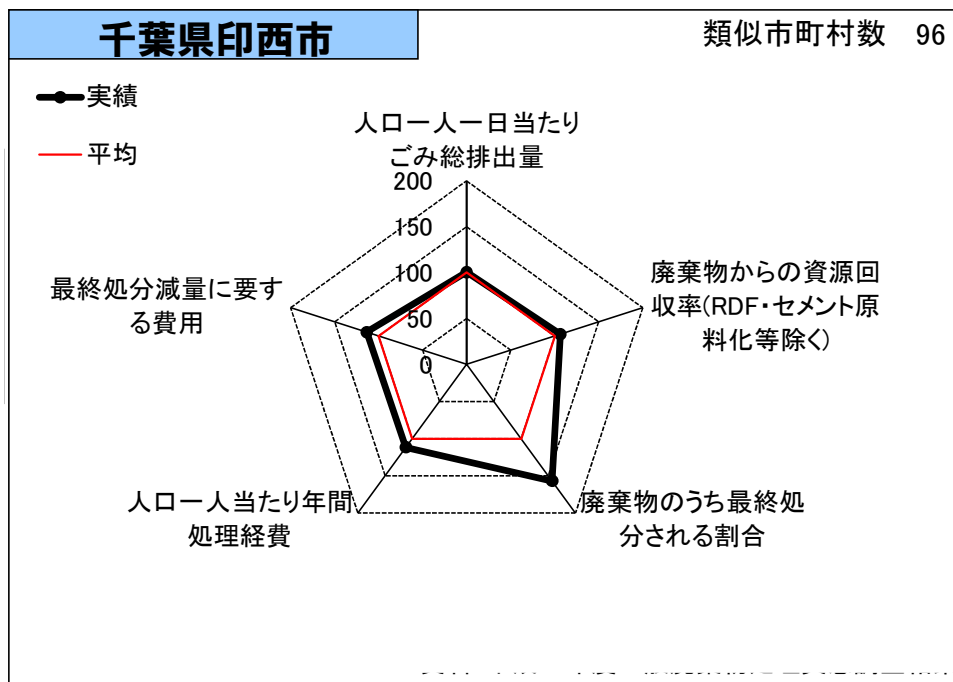 千葉県印西市
類似市町村数 96
実績
平均
人口一人一日当たり
ごみ総排出量
200
150
100
50
0
廃棄物からの資源回
収率(RDF・セメント原
料化等除く)
最終処分減量に要す
る費用
人口一人当たり年間
処理経費
廃棄物のうち最終処
分される割合